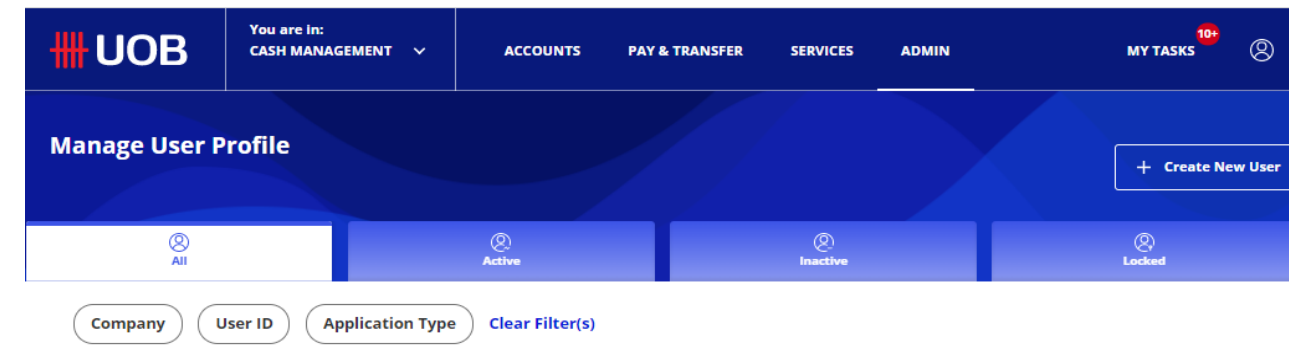 UOB
You are in:
CASH MANAGEMENT
ACCOUNTS
PAY & TRANSFER
SERVICES
ADMIN
MY TASKS
10+
Manage User Profile
+ Create New User
All
Active
Inactive
Locked
Company
User ID
Application Type
Clear Filter(s)